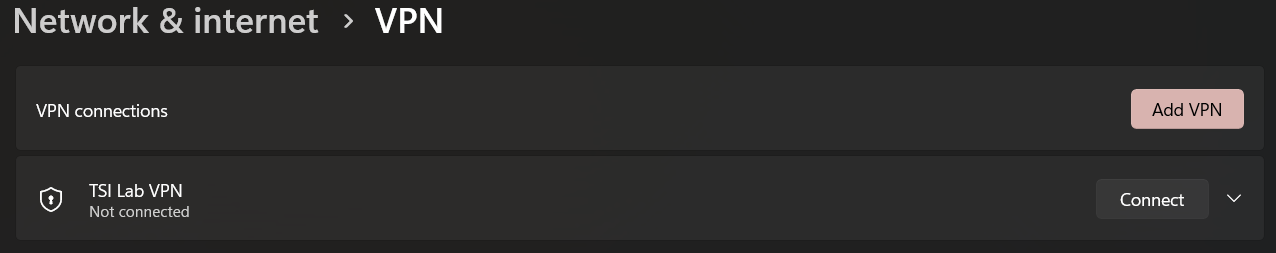 Network & internet > VPN
VPN connections
Add VPN
TSI Lab VPN
Not connected
Connect